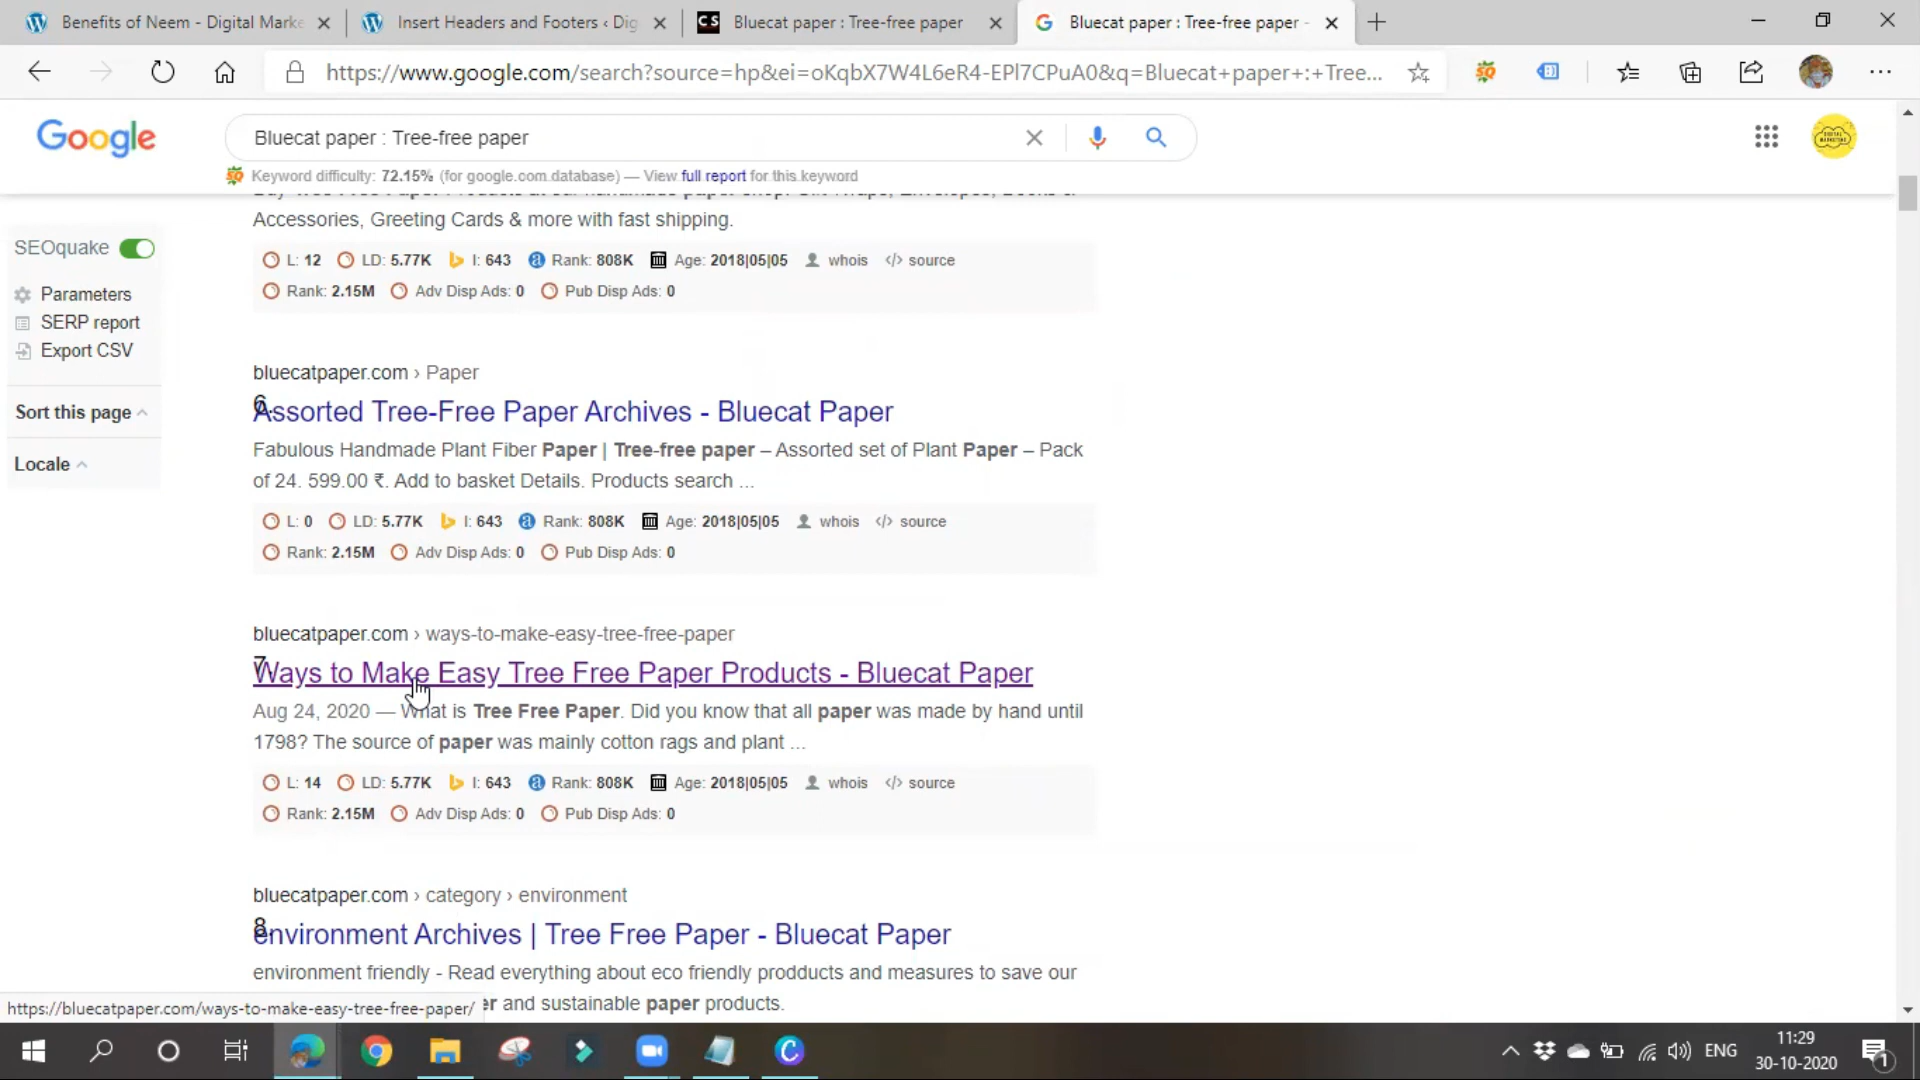 Benefits of Neem - Digital Marke
Insert Headers and Footers ‹ Dig
CS Bluecat paper : Tree-free paper
Bluecat paper : Tree-free paper -
https://www.google.com/search?source=hp&ei=oKqbX7W4L6eR4-EPl7CPuA0&q=Bluecat+paper+:+Tree...
Google
Bluecat paper : Tree-free paper
Keyword difficulty: 72.15% (for google.com database) — View full report for this keyword
Accessories, Greeting Cards & more with fast shipping.
SEOquake
L: 12 LD: 5.77K I: 643 Rank: 808K Age: 2018|05|05 whois source
Rank: 2.15M Adv Disp Ads: 0 Pub Disp Ads: 0
Parameters
SERP report
Export CSV
Sort this page
Locale
bluecatpaper.com › Paper
6.
Assorted Tree-Free Paper Archives - Bluecat Paper
Fabulous Handmade Plant Fiber Paper | Tree-free paper – Assorted set of Plant Paper – Pack
of 24. 599.00 ₹. Add to basket Details. Products search ...
L: 0 LD: 5.77K I: 643 Rank: 808K Age: 2018|05|05 whois source
Rank: 2.15M Adv Disp Ads: 0 Pub Disp Ads: 0
bluecatpaper.com › ways-to-make-easy-tree-free-paper
7.
Ways to Make Easy Tree Free Paper Products - Bluecat Paper
Aug 24, 2020 — What is Tree Free Paper. Did you know that all paper was made by hand until
1798? The source of paper was mainly cotton rags and plant ...
L: 14 LD: 5.77K I: 643 Rank: 808K Age: 2018|05|05 whois source
Rank: 2.15M Adv Disp Ads: 0 Pub Disp Ads: 0
bluecatpaper.com › category › environment
8.
environment Archives | Tree Free Paper - Bluecat Paper
environment friendly - Read everything about eco friendly prodducts and measures to save our
er and sustainable paper products.
https://bluecatpaper.com/ways-to-make-easy-tree-free-paper/
ENG
11:29
30-10-2020
1